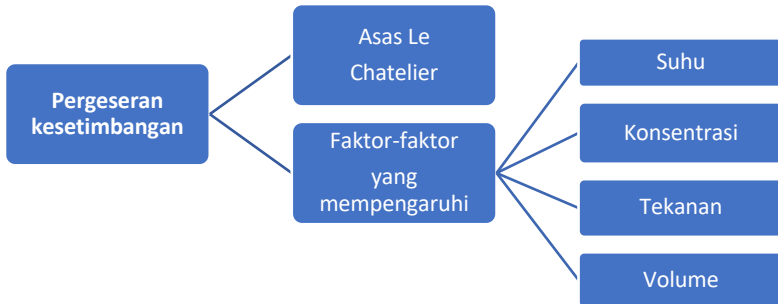 Pergeseran
kesetimbangan
Asas Le
Chatelier
Faktor-faktor
yang
mempengaruhi
Suhu
Konsentrasi
Tekanan
Volume